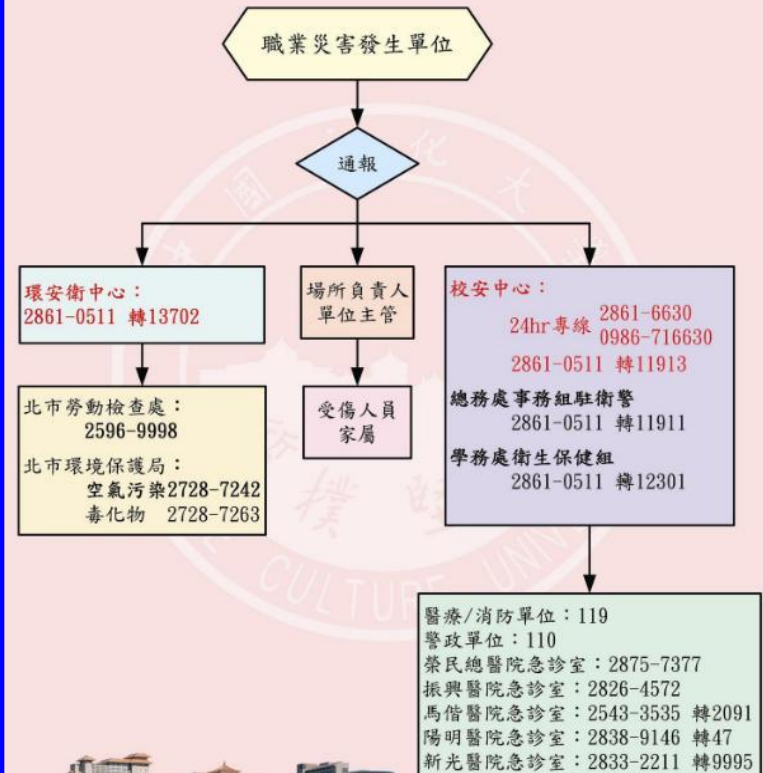 職業災害發生單位
通報
環安衛中心：
2861-0511 轉13702
場所負責人
單位主管
校安中心：
24hr專線 2861-6630
0986-716630
2861-0511 轉11913
總務處事務組駐衛警
2861-0511 轉11911
學務處衛生保健組
2861-0511 轉12301
北市勞動檢查處：
2596-9998
北市環境保護局：
空氣污染2728-7242
毒化物 2728-7263
受傷人員
家屬
醫療/消防單位：119
警政單位：110
榮民總醫院急診室：2875-7377
振興醫院急診室：2826-4572
馬偕醫院急診室：2543-3535 轉2091
陽明醫院急診室：2838-9146 轉47
新光醫院急診室：2833-2211 轉9995
CULTURE UNIV